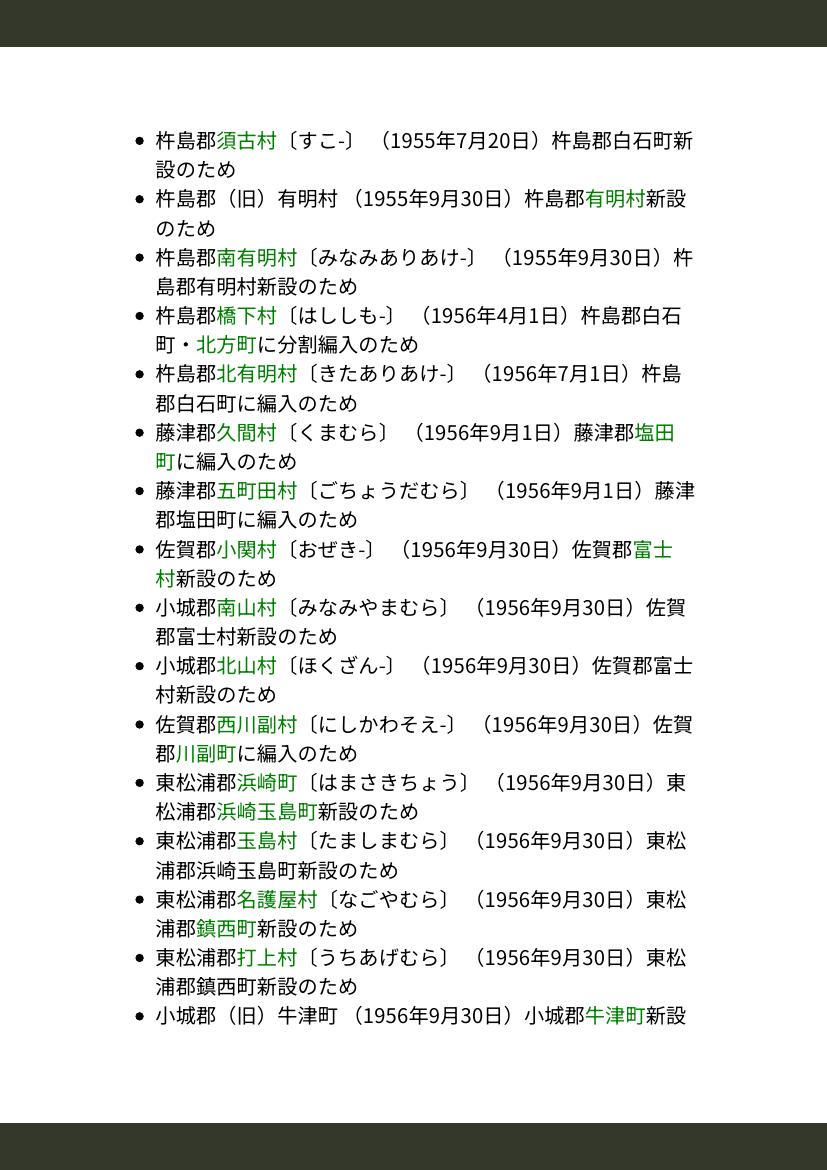 • 杵島郡須古村〔すこ-〕 （1955年7月20日）杵島郡白石町新
設のため
• 杵島郡（旧）有明村 （1955年9月30日）杵島郡有明村新設
のため
• 杵島郡南有明村〔みなみありあけ-〕 （1955年9月30日）杵
島郡有明村新設のため
• 杵島郡橋下村〔はししも-〕 （1956年4月1日）杵島郡白石
町・北方町に分割編入のため
• 杵島郡北有明村〔きたありあけ-〕 （1956年7月1日）杵島
郡白石町に編入のため
• 藤津郡久間村〔くまむら〕 （1956年9月1日）藤津郡塩田
町に編入のため
• 藤津郡五町田村〔ごちょうだむら〕 （1956年9月1日）藤津
郡塩田町に編入のため
• 佐賀郡小関村〔おぜき-〕 （1956年9月30日）佐賀郡富士
村新設のため
• 小城郡南山村〔みなみやまむら〕 （1956年9月30日）佐賀
郡富士村新設のため
• 小城郡北山村〔ほくざん-〕 （1956年9月30日）佐賀郡富士
村新設のため
• 佐賀郡西川副村〔にしかわそえ-〕 （1956年9月30日）佐賀
郡川副町に編入のため
• 東松浦郡浜崎町〔はまさきちょう〕 （1956年9月30日）東
松浦郡浜崎玉島町新設のため
• 東松浦郡玉島村〔たましまむら〕 （1956年9月30日）東松
浦郡浜崎玉島町新設のため
• 東松浦郡名護屋村〔なごやむら〕 （1956年9月30日）東松
浦郡鎮西町新設のため
• 東松浦郡打上村〔うちあげむら〕 （1956年9月30日）東松
浦郡鎮西町新設のため
• 小城郡（旧）牛津町 （1956年9月30日）小城郡牛津町新設